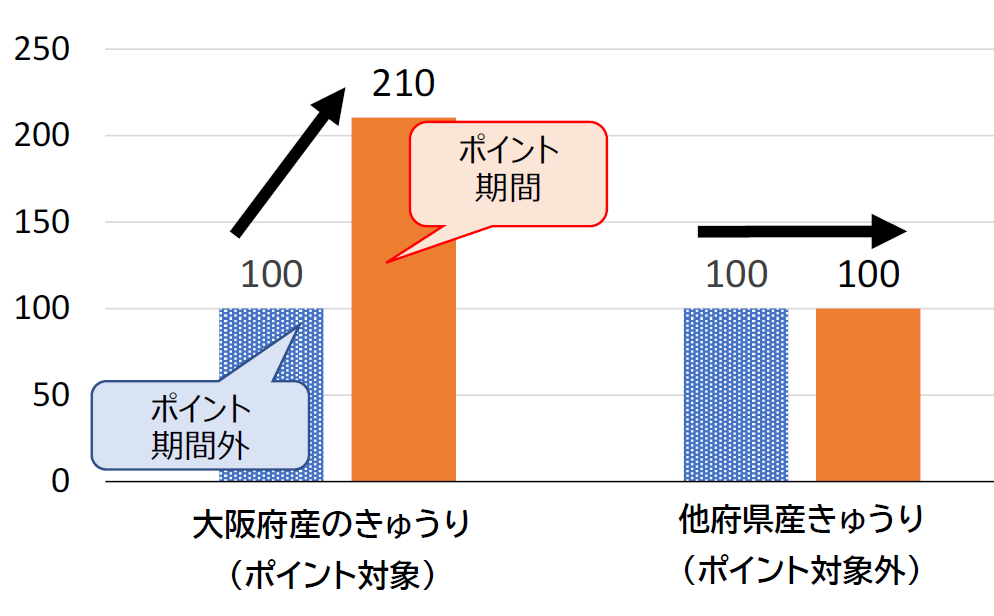 250
200
150
100
50
0
210
100
ポイント
期間
ポイント
期間外
100
100
大阪府産のきゅうり
（ポイント対象）
他府県産きゅうり
（ポイント対象外）